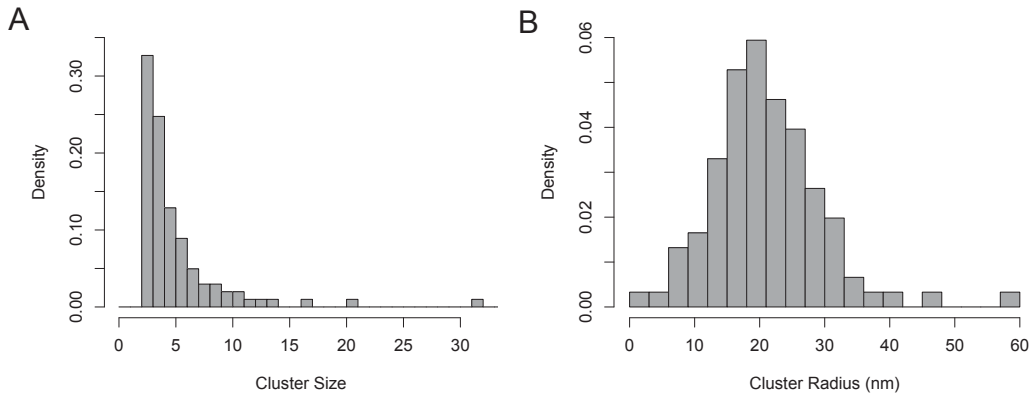 A
Density
0.00 0.10 0.20 0.30
0 5 10 15 20 25 30
Cluster Size
B
Density
0.00 0.02 0.04 0.06
0 10 20 30 40 50 60
Cluster Radius (nm)